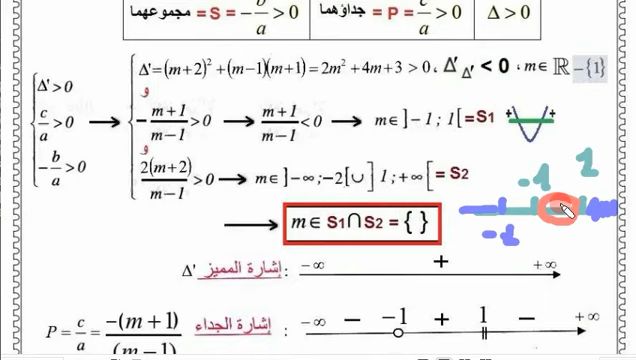 مجموعهما = S = -b/a > 0
جداؤهما = P = c/a > 0
Δ > 0
Δ' > 0
c/a > 0
-b/a > 0
Δ' = (m+2)² + (m−1)(m+1) = 2m² + 4m + 3 > 0 , Δ'_Δ' < 0 ، m ∈ ℝ −{1}
و
−(m+1)/(m−1) > 0 → (m+1)/(m−1) < 0 → m ∈ ]−1 ; 1[ = S1
+ +
و
2(m+2)/(m−1) > 0 → m ∈ ]−∞ ; −2[ ∪ ]1 ; +∞[ = S2
-1 1
-2
→ m ∈ S1 ∩ S2 = { }
Δ' إشارة المميز : −∞ + +∞
P = c/a = −(m+1)/(m−1) إشارة الجداء : −∞ − −1 + 1 − +∞